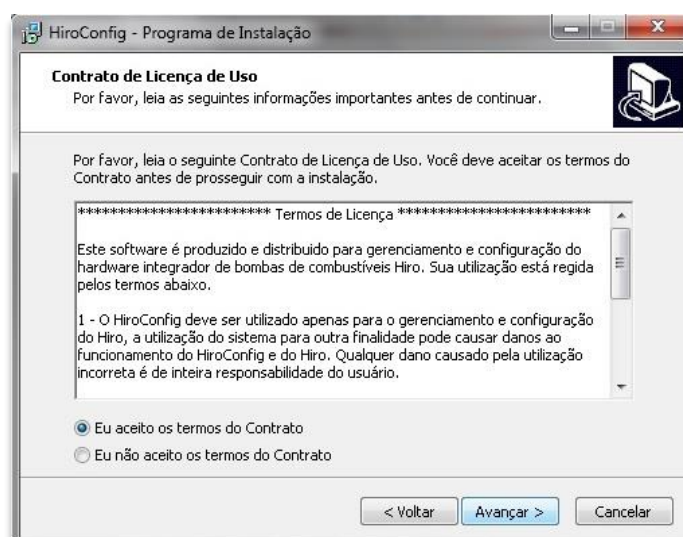 HiroConfig - Programa de Instalação
Contrato de Licença de Uso
Por favor, leia as seguintes informações importantes antes de continuar.
Por favor, leia o seguinte Contrato de Licença de Uso. Você deve aceitar os termos do
Contrato antes de prosseguir com a instalação.
************************ Termos de Licença ************************
Este software é produzido e distribuido para gerenciamento e configuração do
hardware integrador de bombas de combustíveis Hiro. Sua utilização está regida
pelos termos abaixo.
1 - O HiroConfig deve ser utilizado apenas para o gerenciamento e configuração
do Hiro, a utilização do sistema para outra finalidade pode causar danos ao
funcionamento do HiroConfig e do Hiro. Qualquer dano causado pela utilização
incorreta é de inteira responsabilidade do usuário.
Eu aceito os termos do Contrato
Eu não aceito os termos do Contrato
< Voltar Avançar > Cancelar